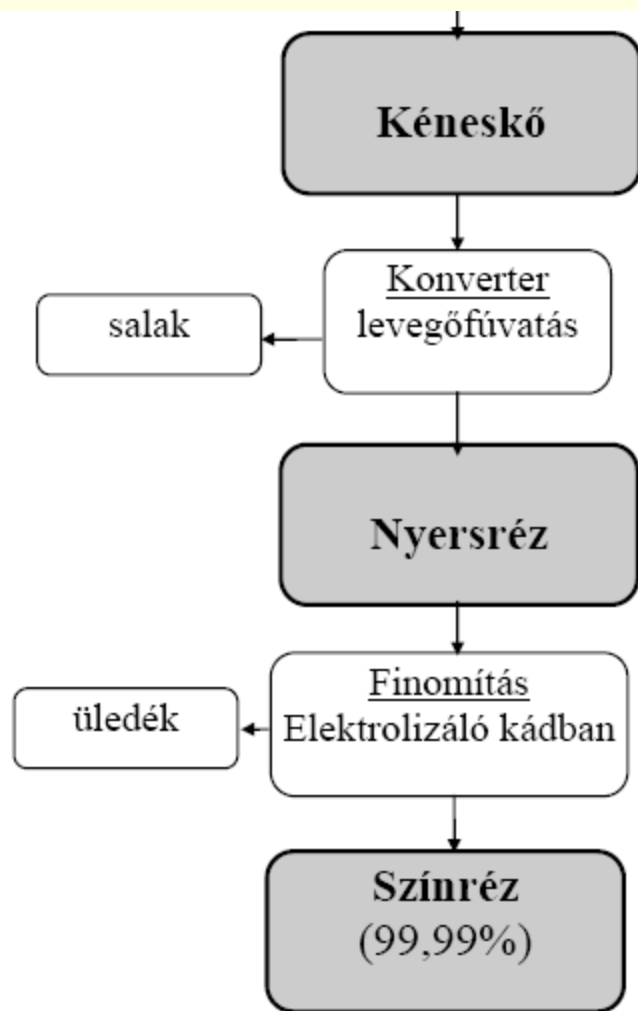 Kéneskő
Konverter
levegőfúvatás
salak
Nyersréz
Finomítás
Elektrolizáló kádban
üledék
Színréz
(99,99%)